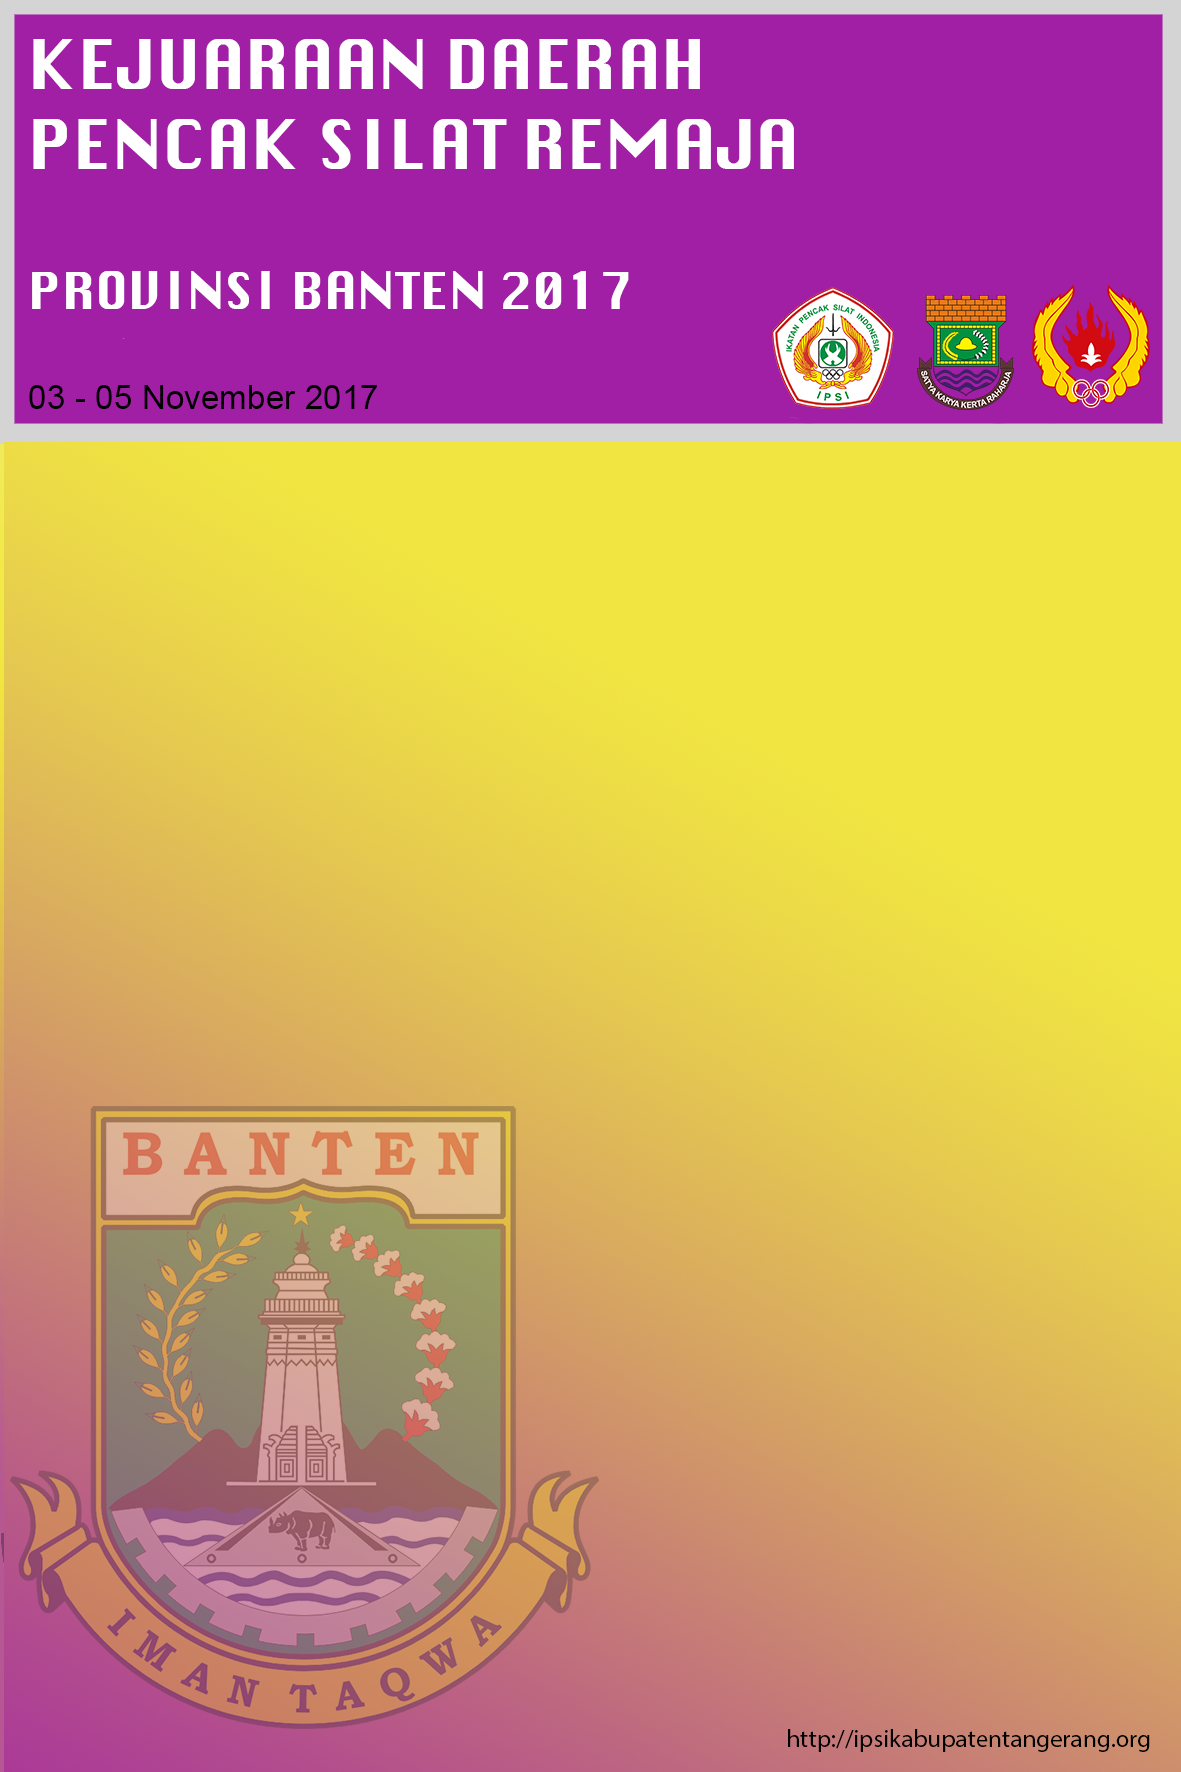 KEJUARAAN DAERAH
PENCAK SILAT REMAJA
PROVINSI BANTEN 2017
03 - 05 November 2017
IKATAN PENCAK SILAT INDONESIA
IPSI
SATYA KARYA KERTA RAHARJA
BANTEN
IMAN TAQWA
http://ipsikabupatentangerang.org